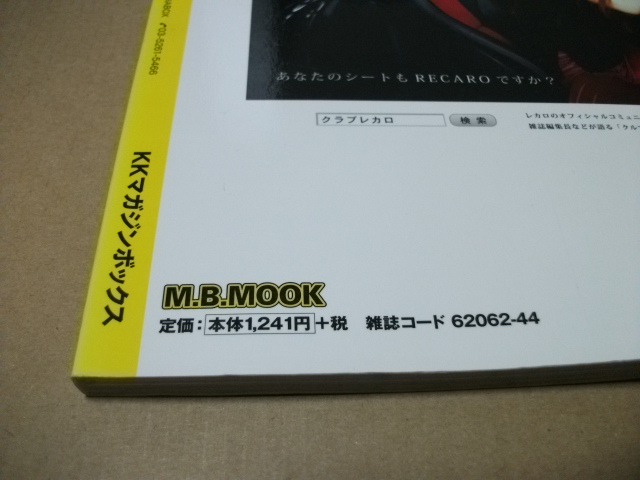 あなたのシートもRECAROですか?
クラブレカロ 検索
レカロのオフィシャルコミュニ
雑誌編集長などが語る「クルマ
03-5261-5466
KKマガジンボックス
M.B.MOOK
定価:本体1,241円+税 雑誌コード 62062-44